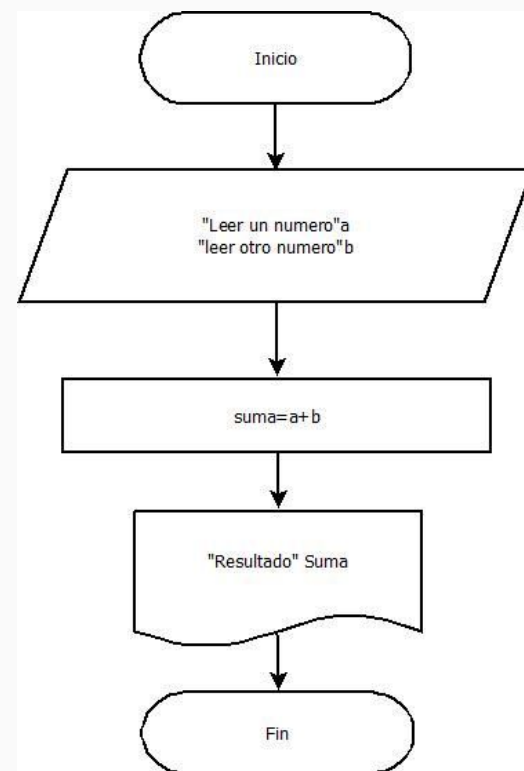 Inicio
"Leer un numero"a
"leer otro numero"b
suma=a+b
"Resultado" Suma
Fin